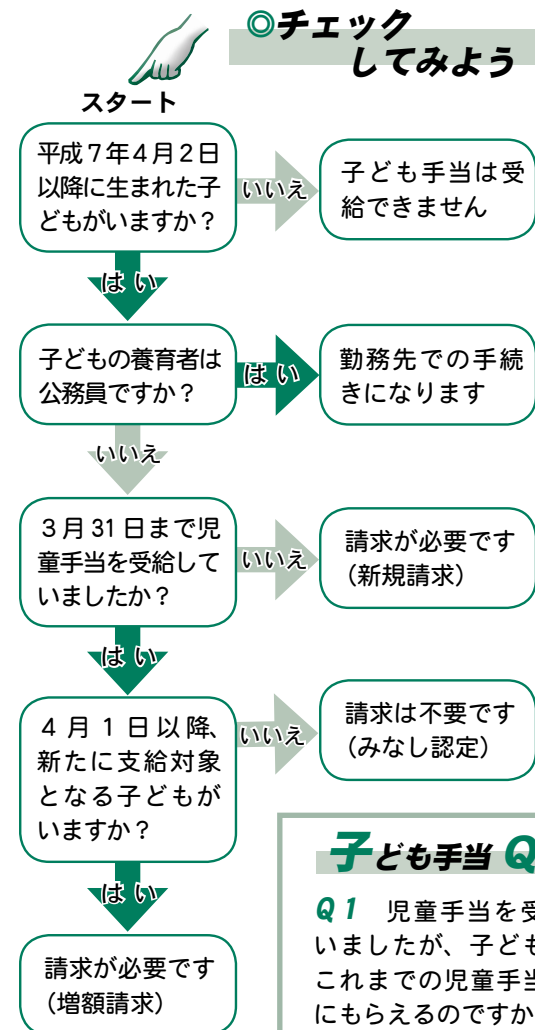 ◎チェック
してみよう
スタート
平成７年４月２日
以降に生まれた子
どもがいますか？
いいえ
子ども手当は受
給できません
はい
子どもの養育者は
公務員ですか？
はい
勤務先での手続
きになります
いいえ
３月31日まで児
童手当を受給して
いましたか？
いいえ
請求が必要です
（新規請求）
はい
４月１日以降、
新たに支給対象
となる子どもが
いますか？
いいえ
請求は不要です
（みなし認定）
はい
請求が必要です
（増額請求）
子ども手当 Q
Q１　児童手当を受
いましたが、子ども
これまでの児童手当
にもらえるのですか